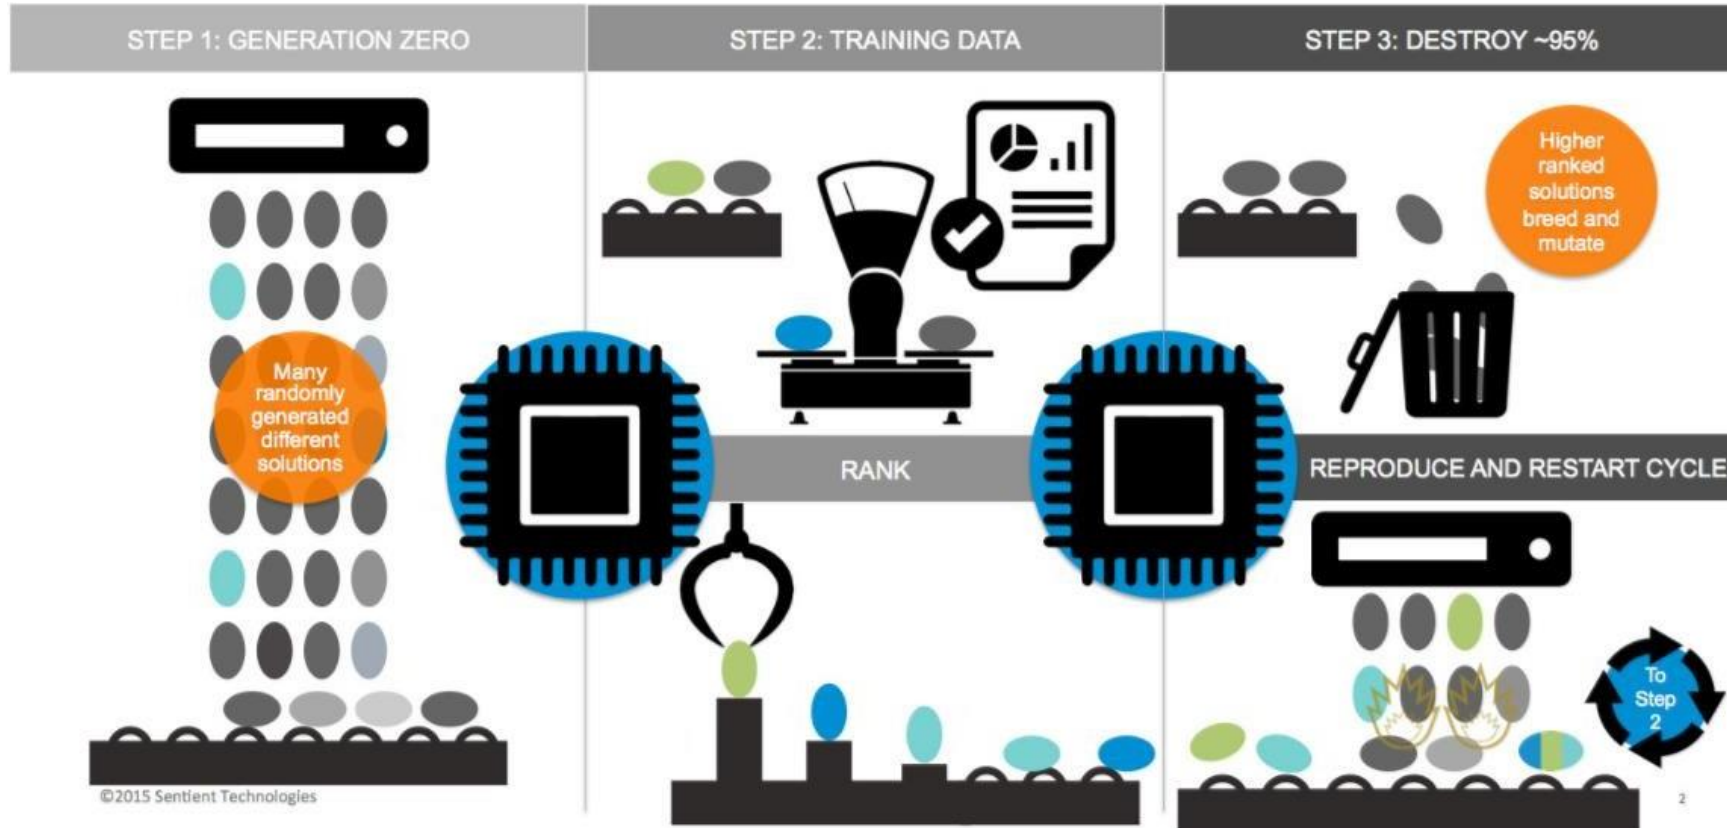 STEP 1: GENERATION ZERO
STEP 2: TRAINING DATA
STEP 3: DESTROY ~95%
Many
randomly
generated
different
solutions
Higher
ranked
solutions
breed and
mutate
RANK
REPRODUCE AND RESTART CYCLE
To
Step
2
©2015 Sentient Technologies
2